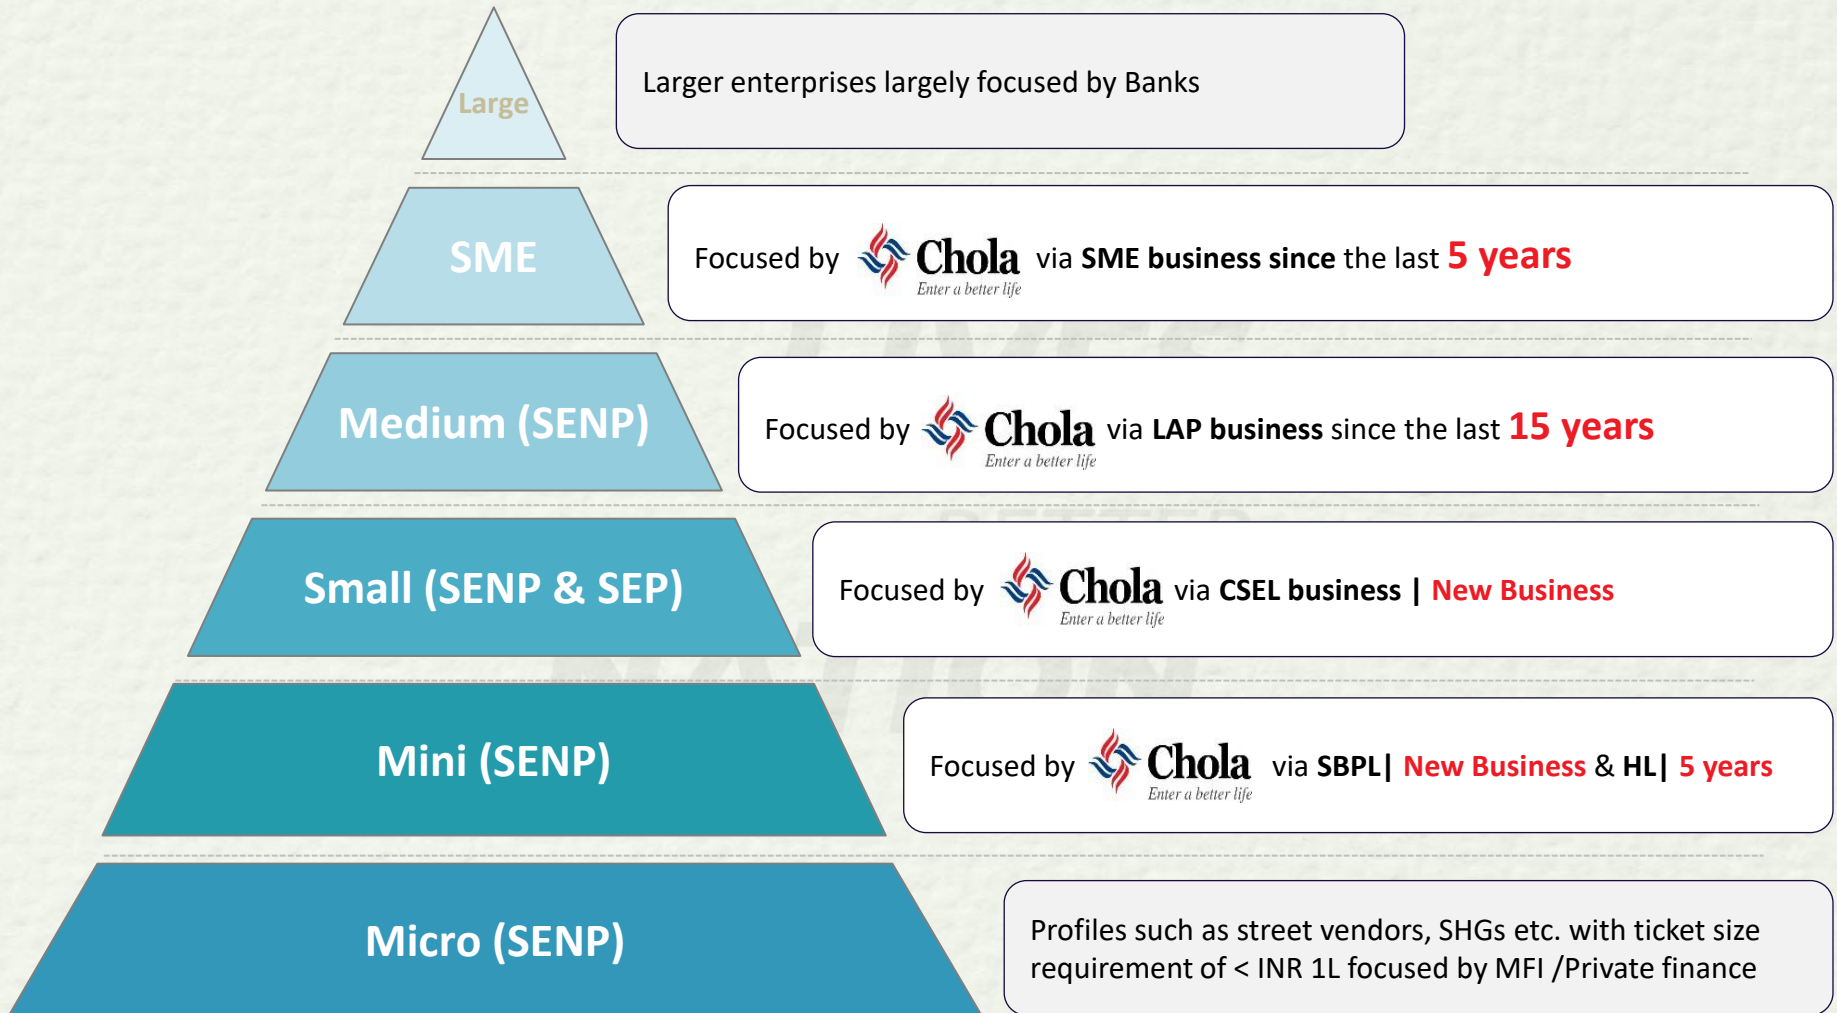 Large
Larger enterprises largely focused by Banks
SME
Focused by Chola via SME business since the last 5 years
Enter a better life
Medium (SENP)
Focused by Chola via LAP business since the last 15 years
Enter a better life
Small (SENP & SEP)
Focused by Chola via CSEL business | New Business
Enter a better life
Mini (SENP)
Focused by Chola via SBPL| New Business & HL| 5 years
Enter a better life
Micro (SENP)
Profiles such as street vendors, SHGs etc. with ticket size
requirement of < INR 1L focused by MFI /Private finance
LIVES
BETTER
NATION